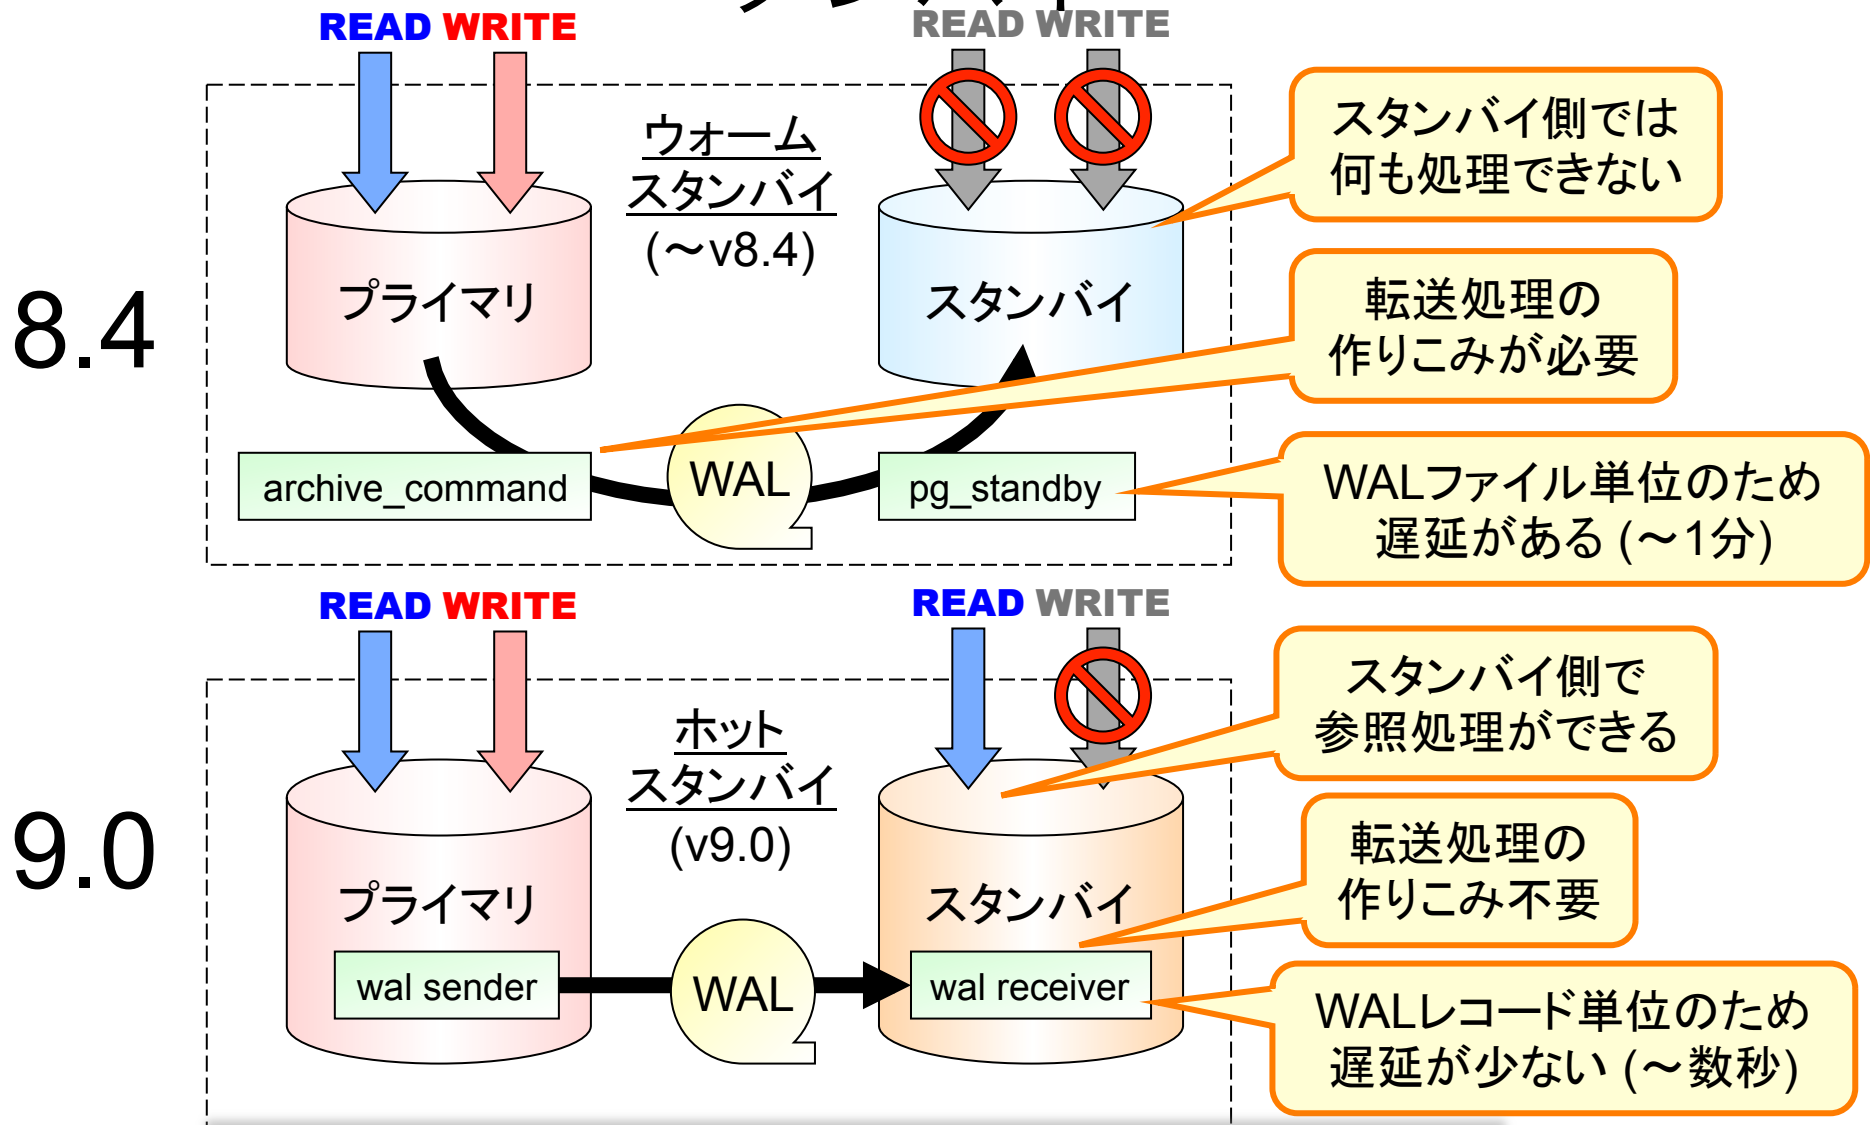 READ WRITE
READ WRITE
8.4
ウォーム
スタンバイ
(～v8.4)
プライマリ
スタンバイ
archive_command
WAL
pg_standby
スタンバイ側では
何も処理できない
転送処理の
作りこみが必要
WALファイル単位のため
遅延がある (～1分)
READ WRITE
READ WRITE
9.0
ホット
スタンバイ
(v9.0)
プライマリ
スタンバイ
wal sender
WAL
wal receiver
スタンバイ側で
参照処理ができる
転送処理の
作りこみ不要
WALレコード単位のため
遅延が少ない (～数秒)